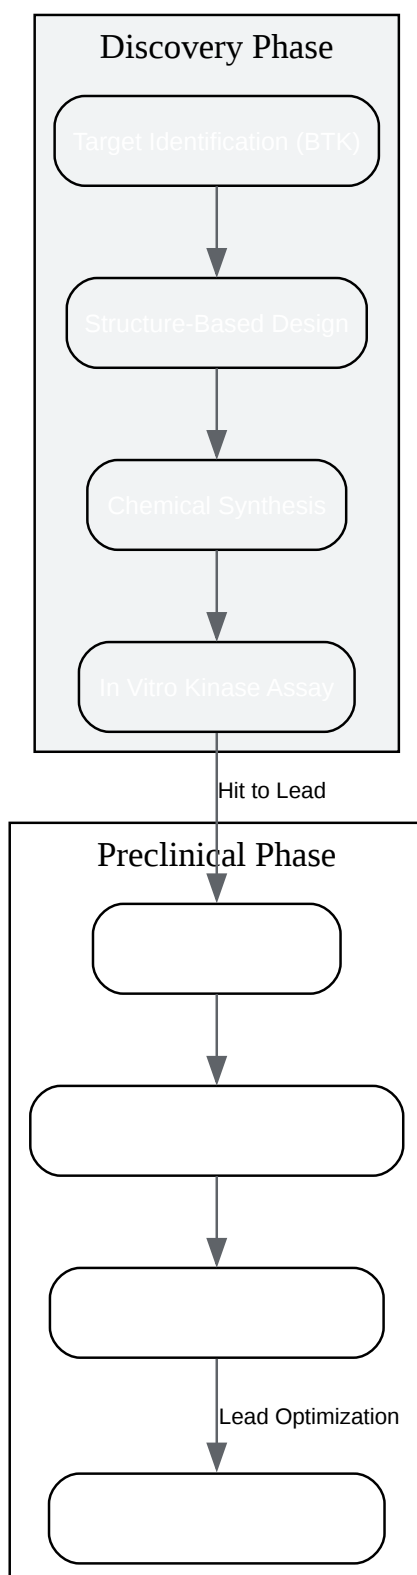 Discovery Phase
Target Identification (BTK)
Structure-Based Design
Chemical Synthesis
In Vitro Kinase Assay
Hit to Lead
Preclinical Phase
Lead Optimization